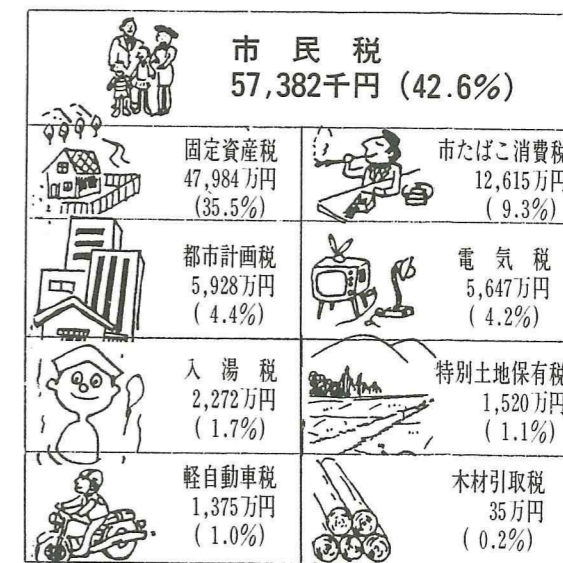 市民税
57,382千円（42.6％）
固定資産税
47,984万円
(35.5%)
市たばこ消費税
12,615万円
( 9.3%)
都市計画税
5,928万円
( 4.4%)
電気税
5,647万円
( 4.2%)
入湯税
2,272万円
( 1.7%)
特別土地保有税
1,520万円
( 1.1%)
軽自動車税
1,375万円
( 1.0%)
木材引取税
35万円
( 0.2%)